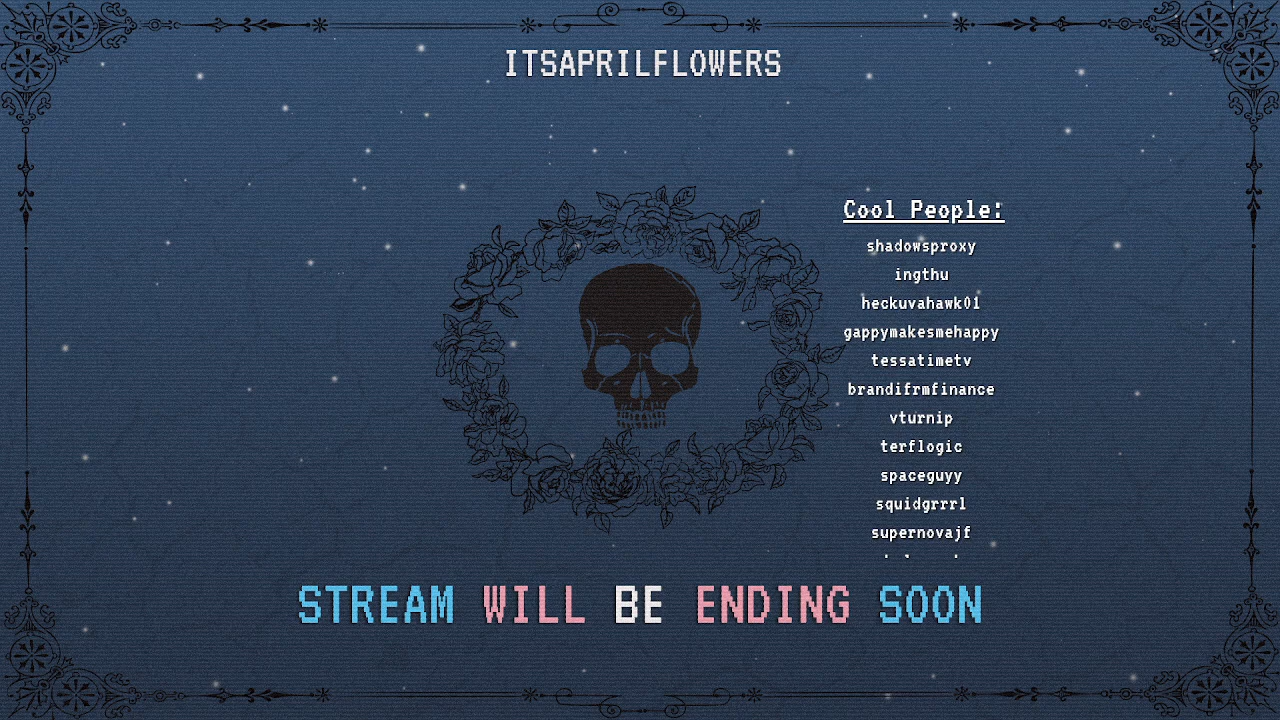 ITSAPRILFLOWERS
Cool People:
shadowsproxy
ingthu
heckuvahawk01
gappymakesmehappy
tessatimetv
brandifrmfinance
vturnip
terflogic
spaceguyy
squidgrrrl
supernovajf
STREAM WILL BE ENDING SOON